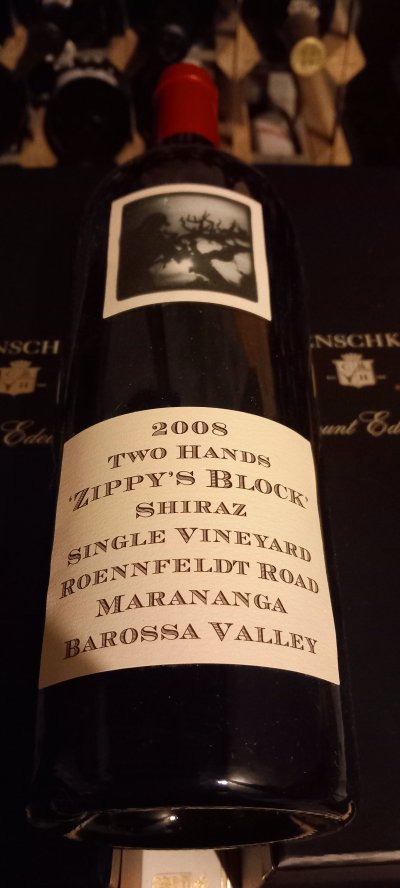 2008
TWO HANDS
'ZIPPY'S BLOCK'
SHIRAZ
SINGLE VINEYARD
ROENNFELDT ROAD
MARANANGA
BAROSSA VALLEY